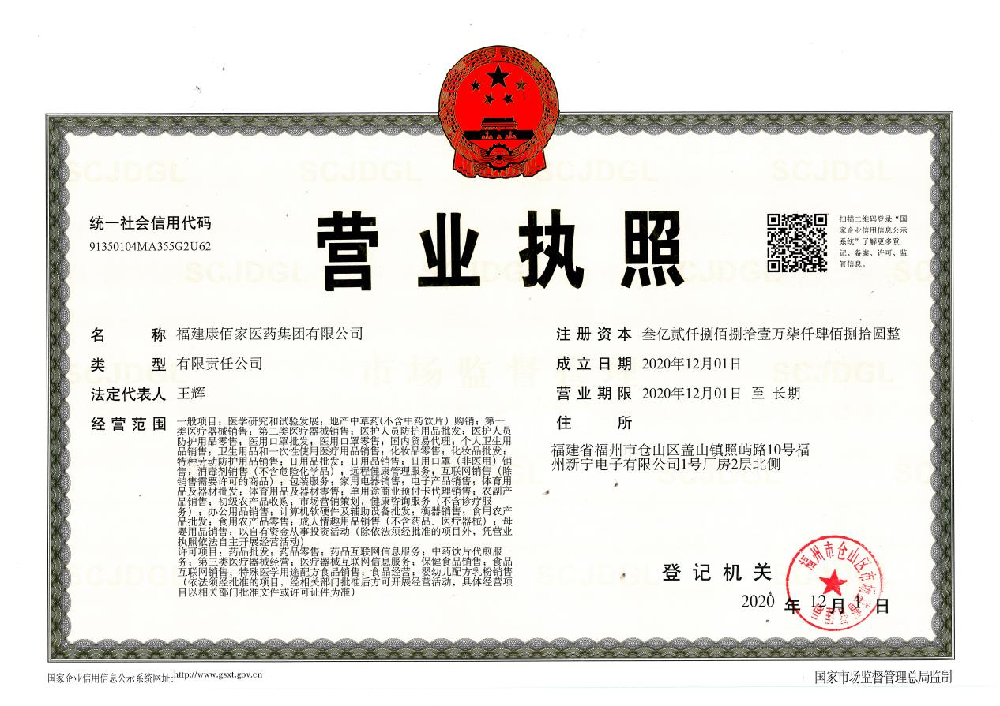 统一社会信用代码
91350104MA355G2U62
营业执照
扫描二维码登录“国
家企业信用信息公示
系统”了解更多登
记、备案、许可、监
管信息。
名称 福建康佰家医药集团有限公司
类型 有限责任公司
法定代表人 王辉
经营范围 一般项目：医学研究和试验发展；地产中草药(不含中药饮片）购销；第一
类医疗器械销售；第二类医疗器械销售；医护人员防护用品批发；医护人员
防护用品零售；医用口罩批发；医用口罩零售；国内贸易代理；个人卫生用
品销售；卫生用品和一次性使用医疗用品销售；化妆品零售；化妆品批发；
特种劳动防护用品销售；日用品批发；日用品销售；日用口罩（非医用）销
售；消毒剂销售（不含危险化学品）；远程健康管理服务；互联网销售（除
销售需要许可的商品）；包装服务；家用电器销售；电子产品销售；体育用
品及器材批发；体育用品及器材零售；单用途商业预付卡代理销售；农副产
品销售；初级农产品收购；市场营销策划；健康咨询服务（不含诊疗服
务）；办公用品销售；计算机软硬件及辅助设备批发；衡器销售；食用农产
品批发；食用农产品零售；成人情趣用品销售（不含药品、医疗器械）；母
婴用品销售；以自有资金从事投资活动（除依法须经批准的项目外，凭营业
执照依法自主开展经营活动）
许可项目：药品批发；药品零售；药品互联网信息服务；中药饮片代煎服
务；第三类医疗器械经营；医疗器械互联网信息服务；保健食品销售；食品
互联网销售；特殊医学用途配方食品销售；食品经营；婴幼儿配方乳粉销售
（依法须经批准的项目，经相关部门批准后方可开展经营活动，具体经营项
目以相关部门批准文件或许可证件为准）
注册资本 叁亿贰仟捌佰捌拾壹万柒仟肆佰捌拾圆整
成立日期 2020年12月01日
营业期限 2020年12月01日 至 长期
住所
福建省福州市仓山区盖山镇照屿路10号福
州新宁电子有限公司1号厂房2层北侧
登记机关
福州市仓山区市场监督管理局
2020 年 12 月 1 日
国家企业信用信息公示系统网址:http://www.gsxt.gov.cn
国家市场监督管理总局监制
SCJDGL
市场监督管理